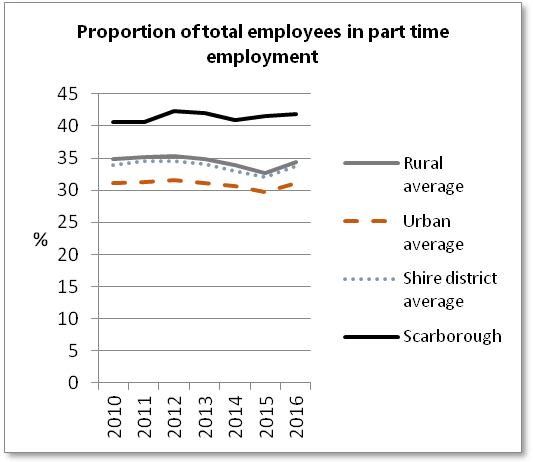 Proportion of total employees in part time
employment
45
40
35
30
25
20
15
10
5
0
%
2010
2011
2012
2013
2014
2015
2016
Rural
average
Urban
average
Shire district
average
Scarborough